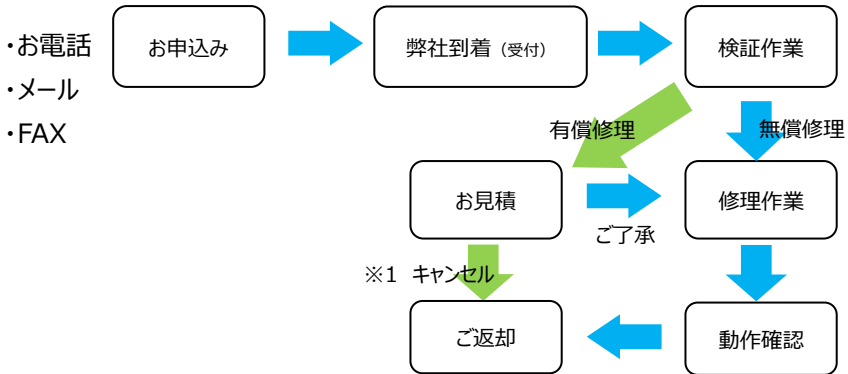 ・お電話
・メール
・FAX
お申込み
弊社到着（受付）
検証作業
有償修理
無償修理
お見積
ご了承
修理作業
※1 キャンセル
ご返却
動作確認